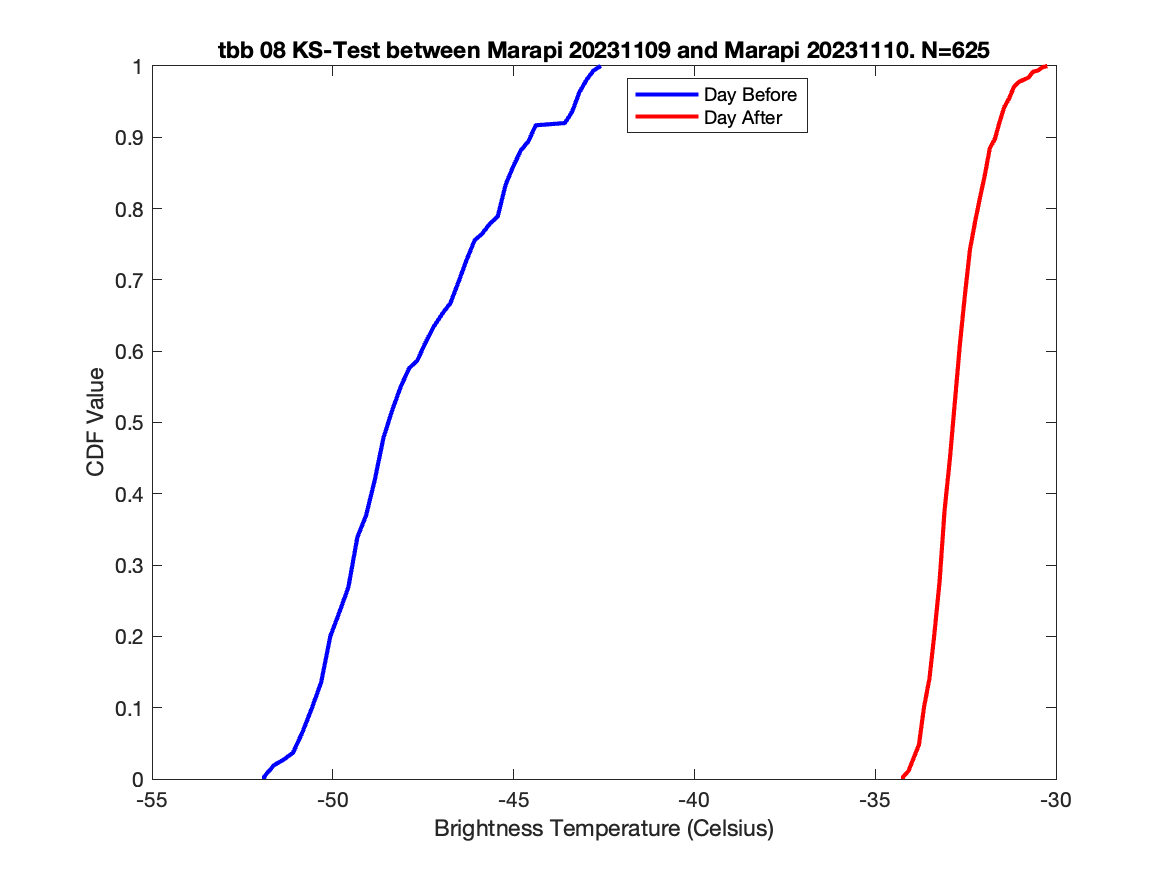 tbb 08 KS-Test between Marapi 20231109 and Marapi 20231110. N=625
Day Before
Day After
1
0.9
0.8
0.7
0.6
0.5
0.4
0.3
0.2
0.1
0
CDF Value
-55 -50 -45 -40 -35 -30
Brightness Temperature (Celsius)